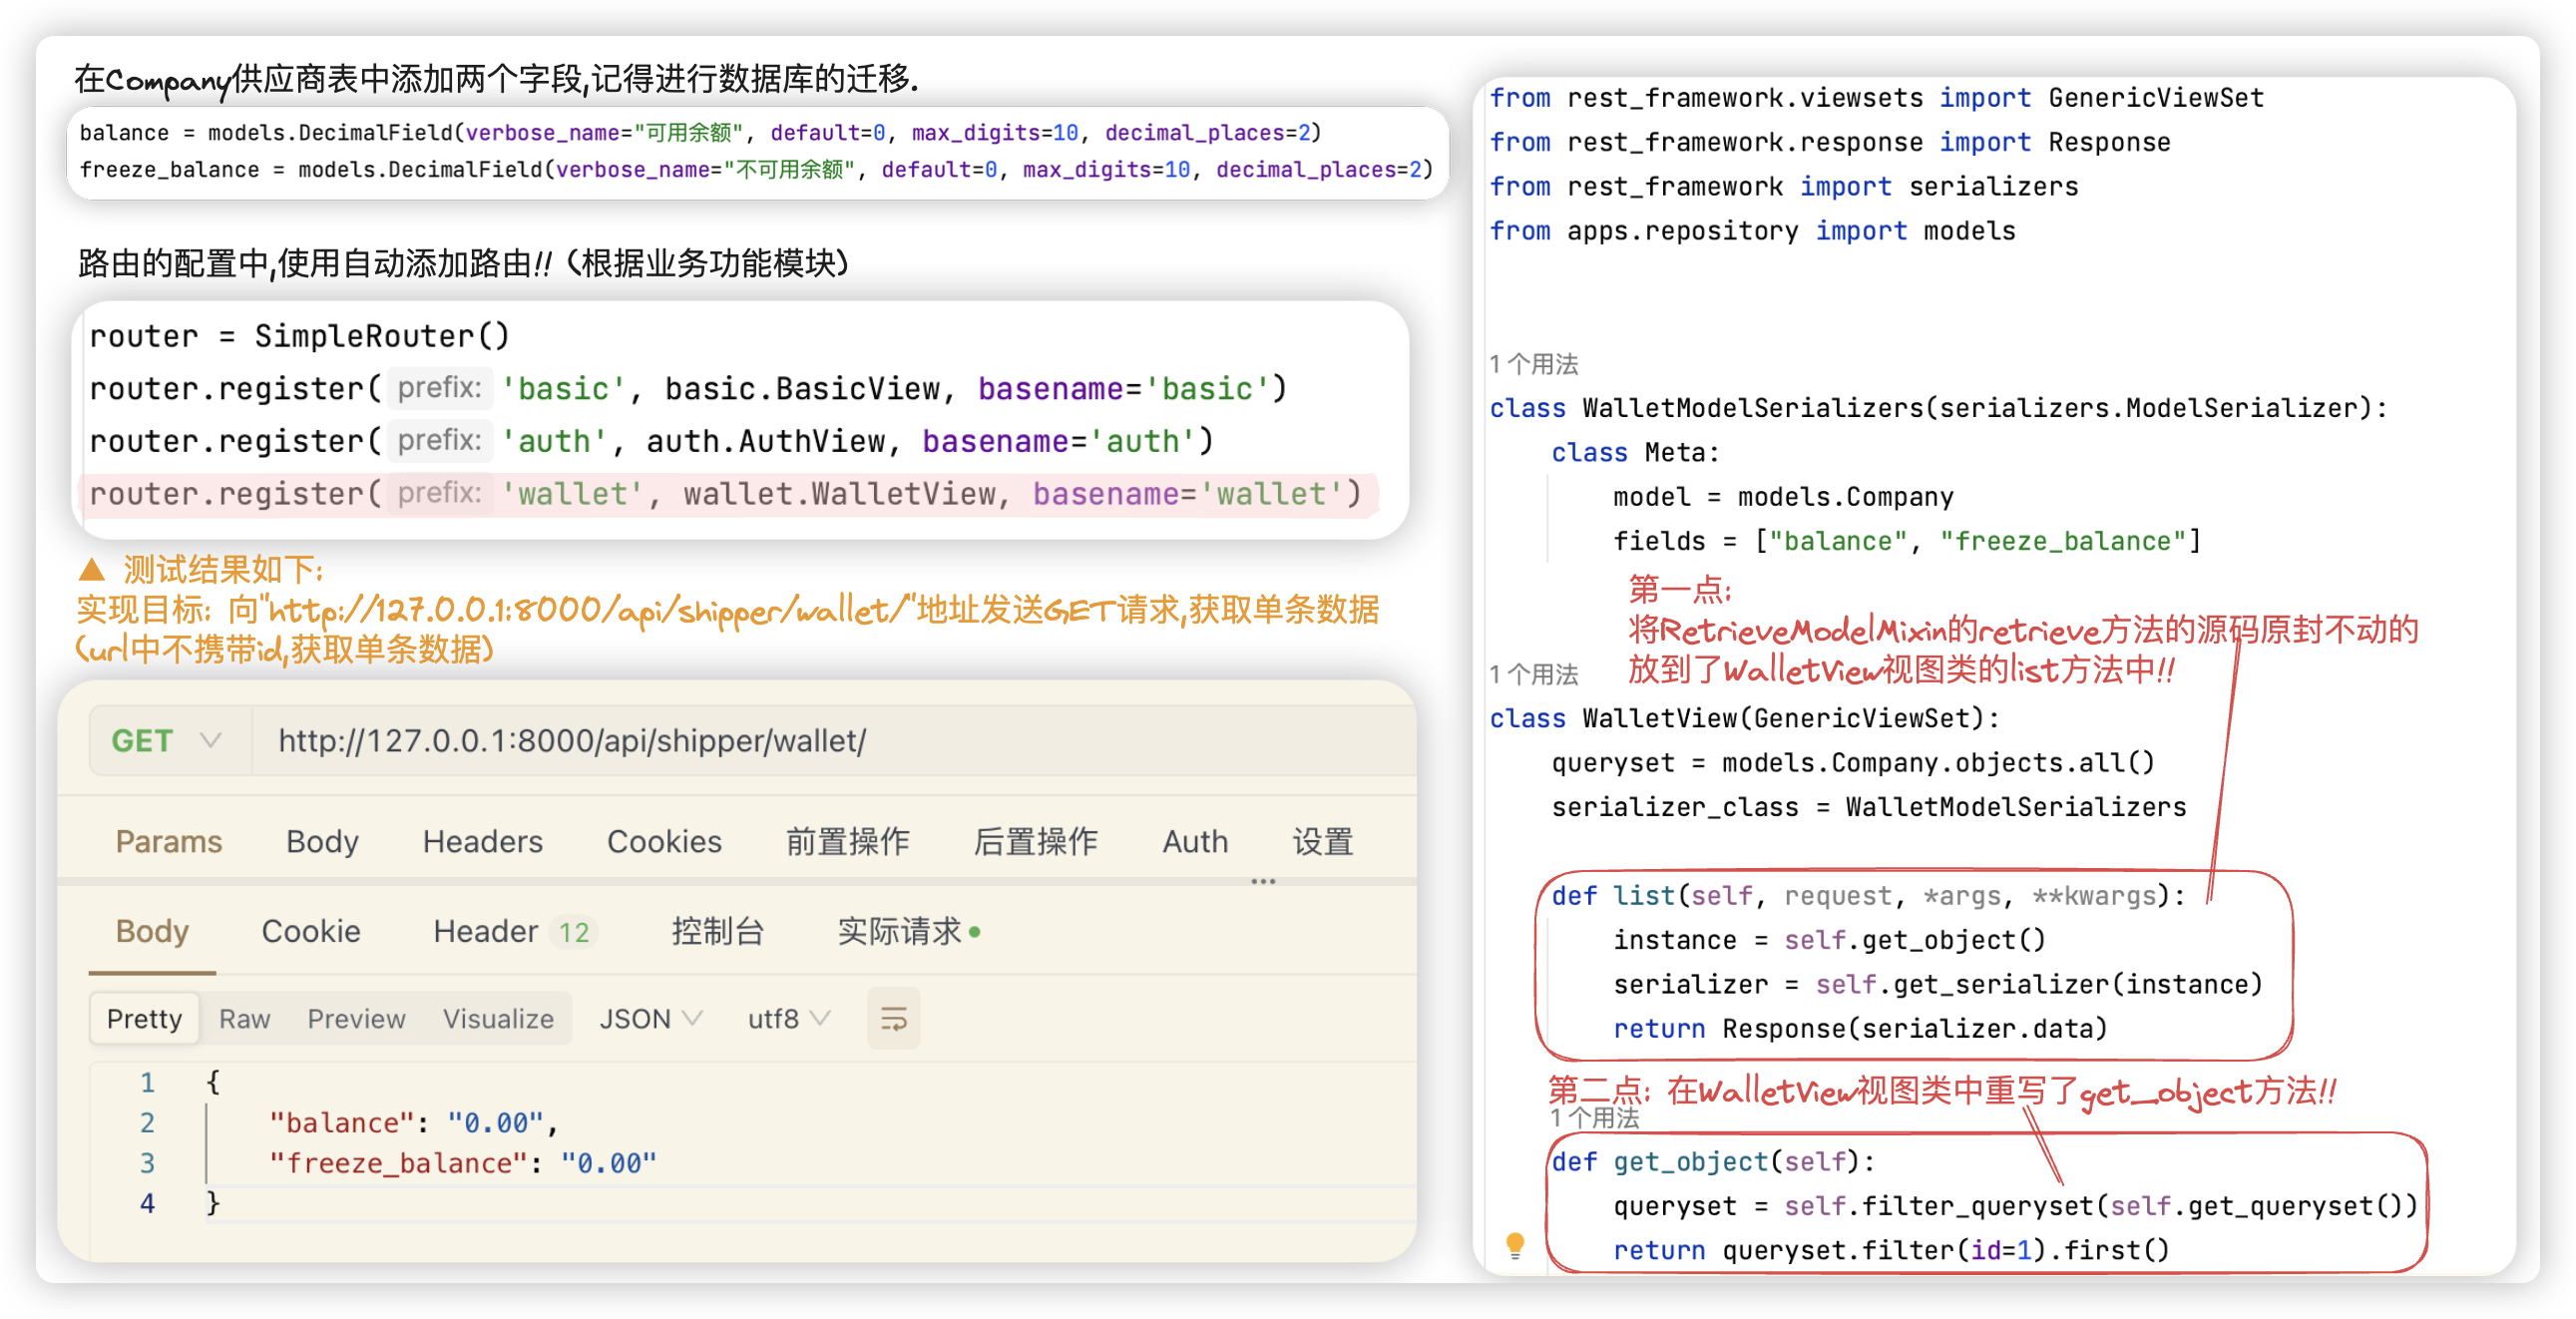 在Company供应商表中添加两个字段,记得进行数据库的迁移.
balance = models.DecimalField(verbose_name="可用余额", default=0, max_digits=10, decimal_places=2)
freeze_balance = models.DecimalField(verbose_name="不可用余额", default=0, max_digits=10, decimal_places=2)
路由的配置中,使用自动添加路由!! (根据业务功能模块)
router = SimpleRouter()
router.register( prefix: 'basic', basic.BasicView, basename='basic')
router.register( prefix: 'auth', auth.AuthView, basename='auth')
router.register( prefix: 'wallet', wallet.WalletView, basename='wallet')
▲ 测试结果如下:
实现目标: 向"http://127.0.0.1:8000/api/shipper/wallet/"地址发送GET请求,获取单条数据
(url中不携带id,获取单条数据)
GET http://127.0.0.1:8000/api/shipper/wallet/
Params Body Headers Cookies 前置操作 后置操作 Auth 设置
Body Cookie Header 12 控制台 实际请求
Pretty Raw Preview Visualize JSON utf8
1 {
2 "balance": "0.00",
3 "freeze_balance": "0.00"
4 }
from rest_framework.viewsets import GenericViewSet
from rest_framework.response import Response
from rest_framework import serializers
from apps.repository import models
1 个用法
class WalletModelSerializers(serializers.ModelSerializer):
class Meta:
model = models.Company
fields = ["balance", "freeze_balance"]
第一点:
将RetrieveModelMixin的retrieve方法的源码原封不动的
放到了WalletView视图类的list方法中!!
1 个用法
class WalletView(GenericViewSet):
queryset = models.Company.objects.all()
serializer_class = WalletModelSerializers
def list(self, request, *args, **kwargs):
instance = self.get_object()
serializer = self.get_serializer(instance)
return Response(serializer.data)
第二点: 在WalletView视图类中重写了get_object方法!!
1 个用法
def get_object(self):
queryset = self.filter_queryset(self.get_queryset())
return queryset.filter(id=1).first()